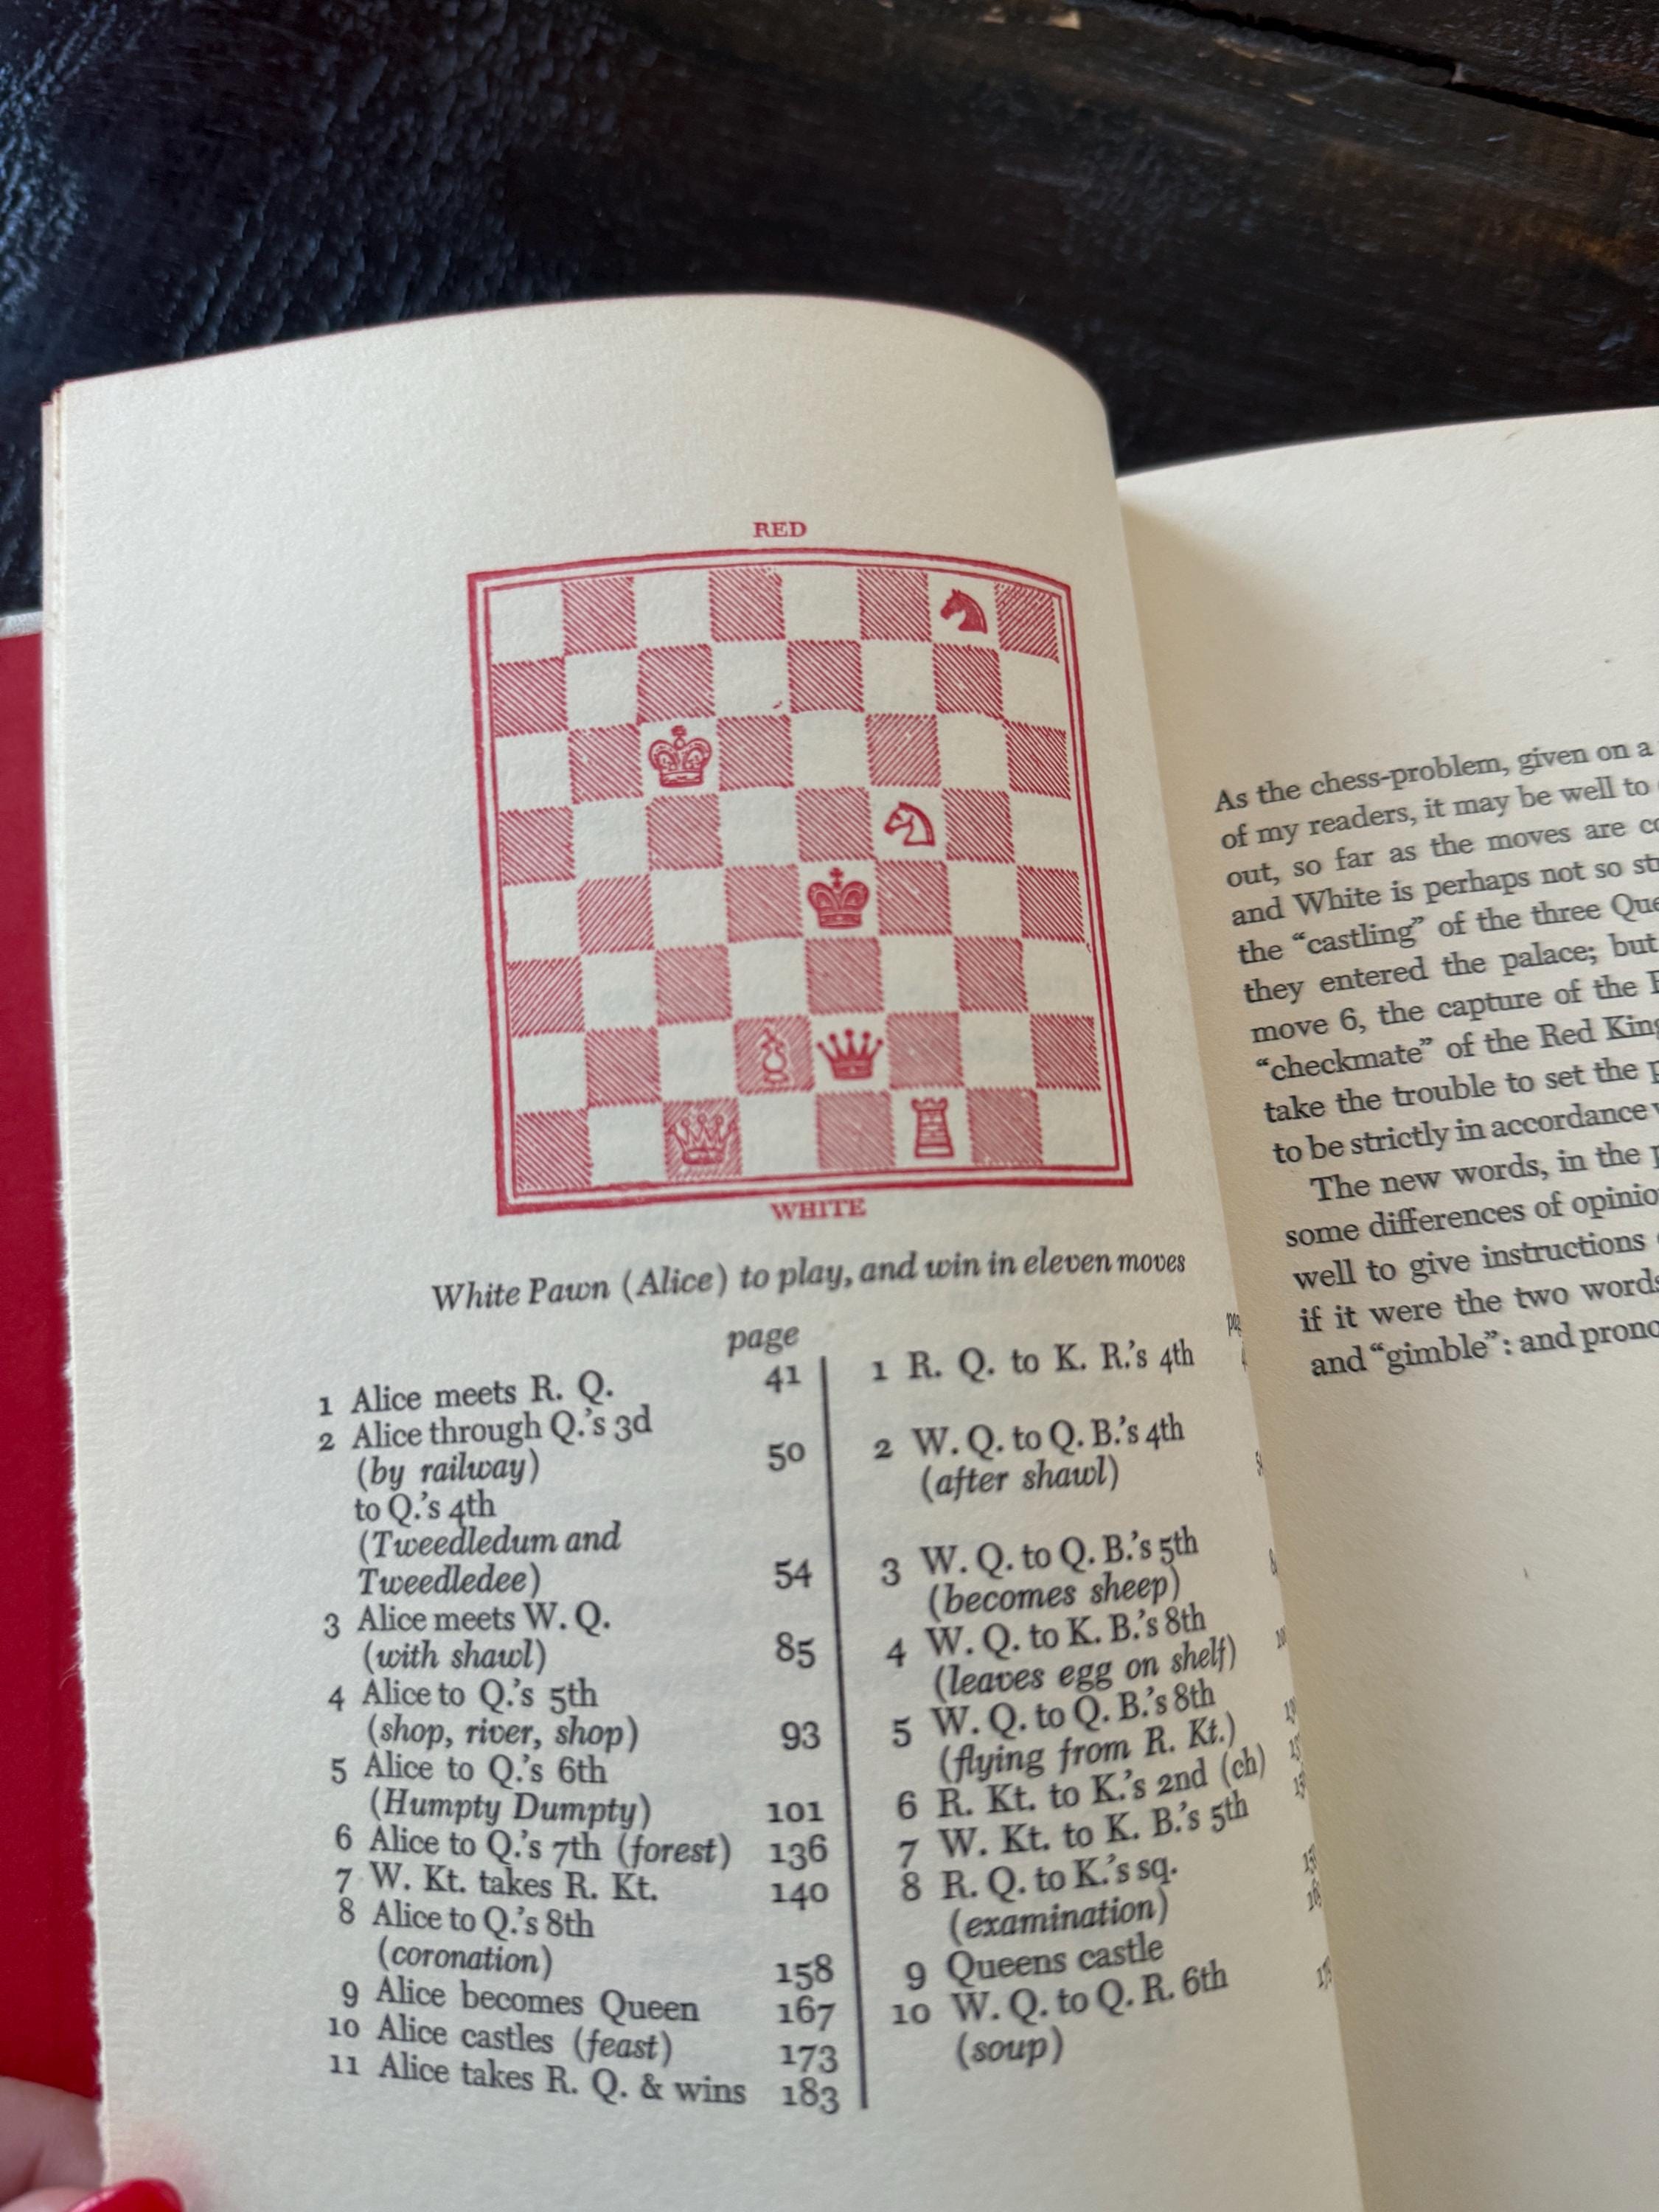 RED
WHITE
White Pawn (Alice) to play, and win in eleven moves
page
1 Alice meets R. Q. 41
2 Alice through Q.'s 3d
(by railway) 50
to Q.'s 4th
(Tweedledum and
Tweedledee) 54
3 Alice meets W. Q.
(with shawl) 85
4 Alice to Q.'s 5th
(shop, river, shop) 93
5 Alice to Q.'s 6th
(Humpty Dumpty) 101
6 Alice to Q.'s 7th (forest) 136
7 W. Kt. takes R. Kt. 140
8 Alice to Q.'s 8th
(coronation) 158
9 Alice becomes Queen 167
10 Alice castles (feast) 173
11 Alice takes R. Q. & wins 183
1 R. Q. to K. R.'s 4th
2 W. Q. to Q. B.'s 4th
(after shawl)
3 W. Q. to Q. B.'s 5th
(becomes sheep)
4 W. Q. to K. B.'s 8th
(leaves egg on shelf)
5 W. Q. to Q. B.'s 8th
(flying from R. Kt.)
6 R. Kt. to K.'s 2nd (ch)
7 W. Kt. to K. B.'s 5th
8 R. Q. to K.'s sq.
(examination)
9 Queens castle
10 W. Q. to Q. R. 6th
(soup)
As the chess-problem, given on a
of my readers, it may be well to
out, so far as the moves are
and White is perhaps not so
the "castling" of the three
they entered the palace; but
move 6, the capture of the
"checkmate" of the Red
take the trouble to set the
to be strictly in accordance
The new words, in the
some differences of
well to give instructions
if it were the two words
and "gimble": and